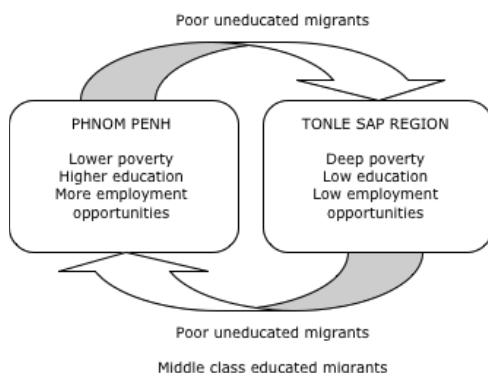 Poor uneducated migrants
PHNOM PENH
Lower poverty
Higher education
More employment
opportunities
TONLE SAP REGION
Deep poverty
Low education
Low employment
opportunities
Poor uneducated migrants
Middle class educated migrants